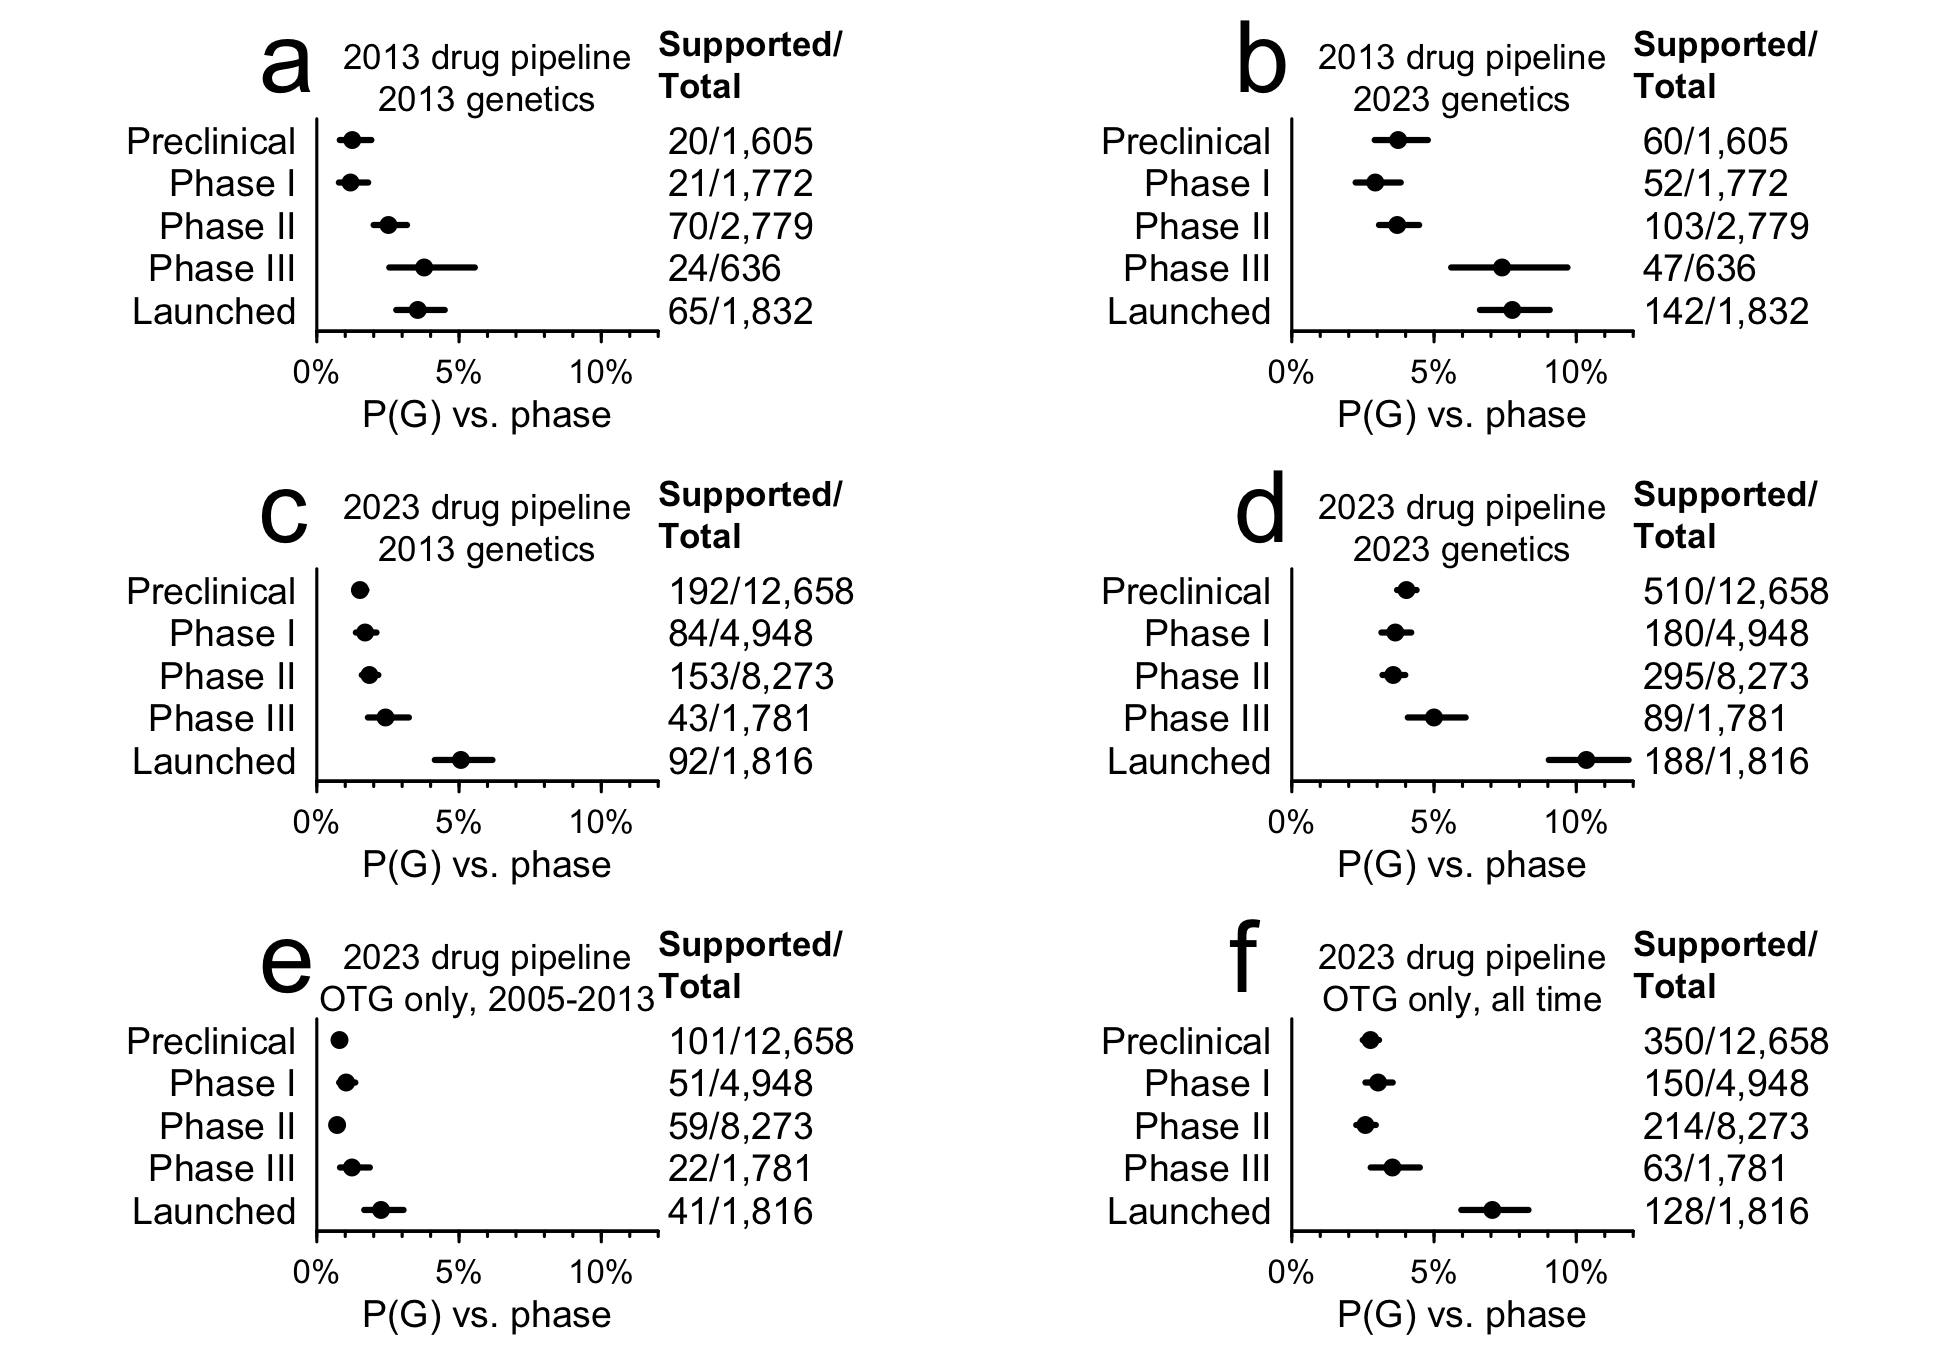 a 2013 drug pipeline 2013 genetics Supported/ Total
Preclinical 20/1,605
Phase I 21/1,772
Phase II 70/2,779
Phase III 24/636
Launched 65/1,832
0% 5% 10%
P(G) vs. phase
b 2013 drug pipeline 2023 genetics Supported/ Total
Preclinical 60/1,605
Phase I 52/1,772
Phase II 103/2,779
Phase III 47/636
Launched 142/1,832
0% 5% 10%
P(G) vs. phase
c 2023 drug pipeline 2013 genetics Supported/ Total
Preclinical 192/12,658
Phase I 84/4,948
Phase II 153/8,273
Phase III 43/1,781
Launched 92/1,816
0% 5% 10%
P(G) vs. phase
d 2023 drug pipeline 2023 genetics Supported/ Total
Preclinical 510/12,658
Phase I 180/4,948
Phase II 295/8,273
Phase III 89/1,781
Launched 188/1,816
0% 5% 10%
P(G) vs. phase
e 2023 drug pipeline OTG only, 2005-2013 Supported/ Total
Preclinical 101/12,658
Phase I 51/4,948
Phase II 59/8,273
Phase III 22/1,781
Launched 41/1,816
0% 5% 10%
P(G) vs. phase
f 2023 drug pipeline OTG only, all time Supported/ Total
Preclinical 350/12,658
Phase I 150/4,948
Phase II 214/8,273
Phase III 63/1,781
Launched 128/1,816
0% 5% 10%
P(G) vs. phase